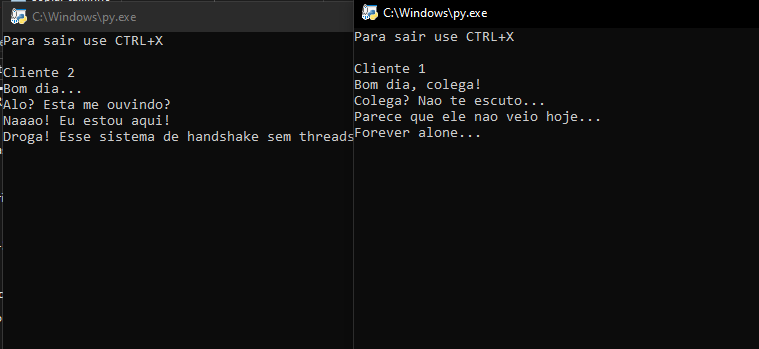 C:\Windows\py.exe
Para sair use CTRL+X
Cliente 2
Bom dia...
Alo? Esta me ouvindo?
Naaao! Eu estou aqui!
Droga! Esse sistema de handshake sem threads
C:\Windows\py.exe
Para sair use CTRL+X
Cliente 1
Bom dia, colega!
Colega? Nao te escuto...
Parece que ele nao veio hoje...
Forever alone...